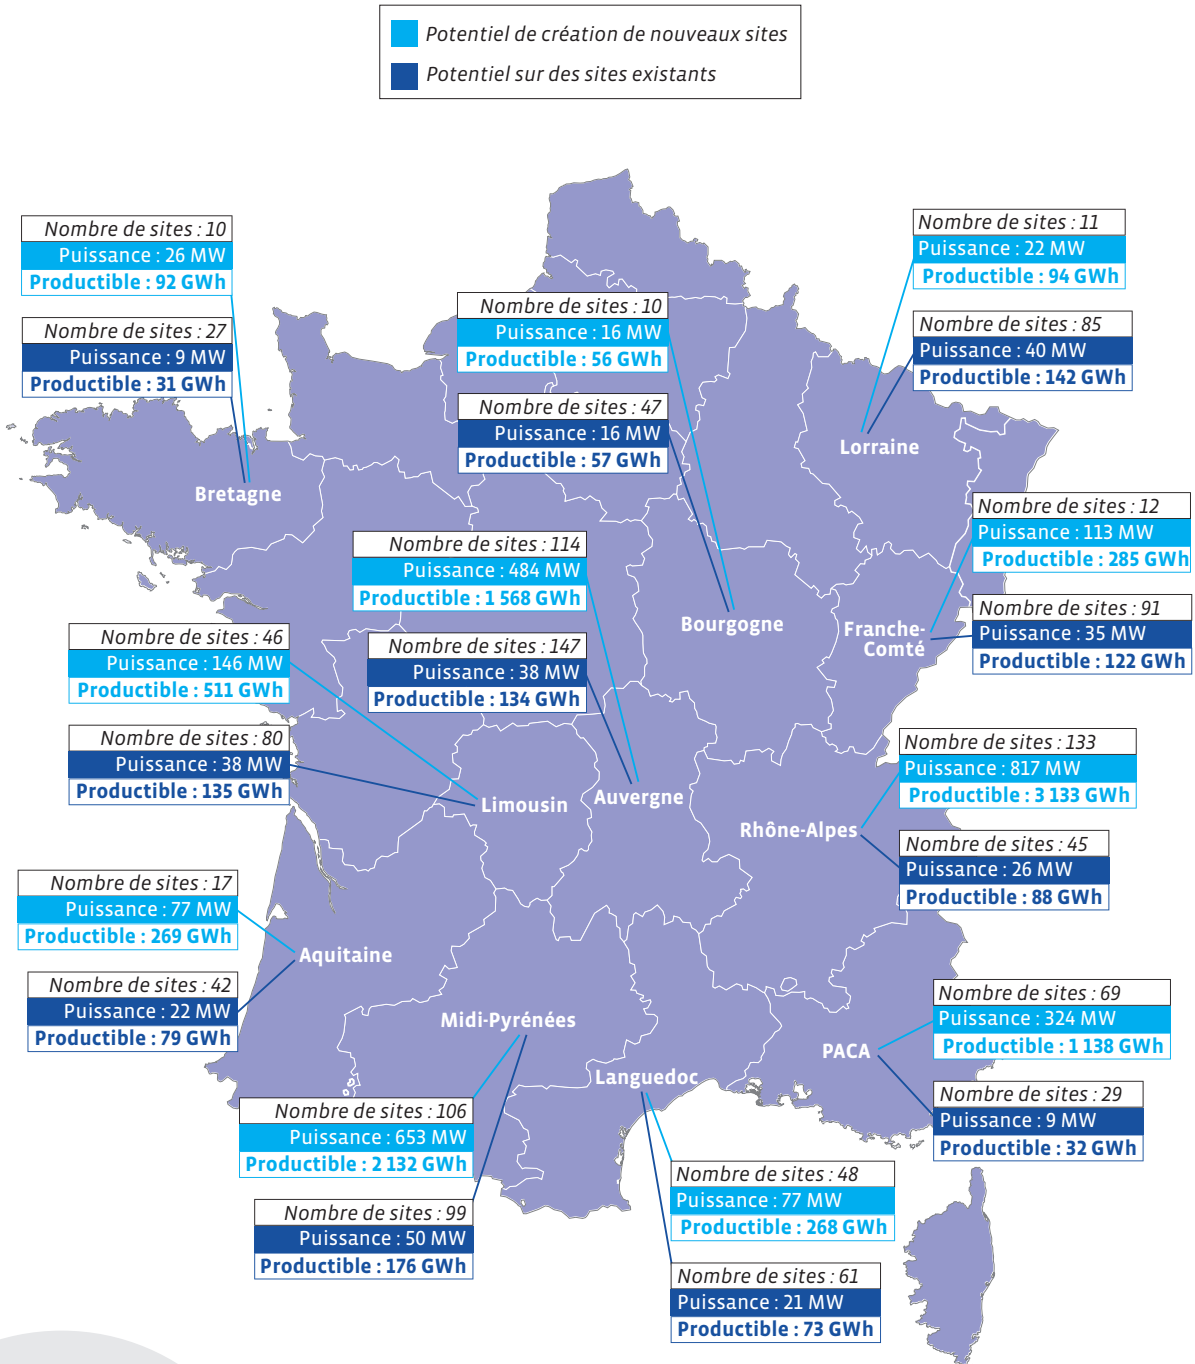 Potentiel de création de nouveaux sites
Potentiel sur des sites existants
Nombre de sites : 10
Puissance : 26 MW
Productible : 92 GWh
Nombre de sites : 27
Puissance : 9 MW
Productible : 31 GWh
Bretagne
Nombre de sites : 10
Puissance : 16 MW
Productible : 56 GWh
Nombre de sites : 47
Puissance : 16 MW
Productible : 57 GWh
Bourgogne
Nombre de sites : 11
Puissance : 22 MW
Productible : 94 GWh
Nombre de sites : 85
Puissance : 40 MW
Productible : 142 GWh
Lorraine
Nombre de sites : 12
Puissance : 113 MW
Productible : 285 GWh
Nombre de sites : 91
Puissance : 35 MW
Productible : 122 GWh
Franche-
Comté
Nombre de sites : 114
Puissance : 484 MW
Productible : 1 568 GWh
Nombre de sites : 147
Puissance : 38 MW
Productible : 134 GWh
Auvergne
Nombre de sites : 46
Puissance : 146 MW
Productible : 511 GWh
Nombre de sites : 80
Puissance : 38 MW
Productible : 135 GWh
Limousin
Nombre de sites : 133
Puissance : 817 MW
Productible : 3 133 GWh
Nombre de sites : 45
Puissance : 26 MW
Productible : 88 GWh
Rhône-Alpes
Nombre de sites : 17
Puissance : 77 MW
Productible : 269 GWh
Nombre de sites : 42
Puissance : 22 MW
Productible : 79 GWh
Aquitaine
Midi-Pyrénées
Nombre de sites : 106
Puissance : 653 MW
Productible : 2 132 GWh
Nombre de sites : 99
Puissance : 50 MW
Productible : 176 GWh
Languedoc
Nombre de sites : 48
Puissance : 77 MW
Productible : 268 GWh
Nombre de sites : 61
Puissance : 21 MW
Productible : 73 GWh
PACA
Nombre de sites : 69
Puissance : 324 MW
Productible : 1 138 GWh
Nombre de sites : 29
Puissance : 9 MW
Productible : 32 GWh